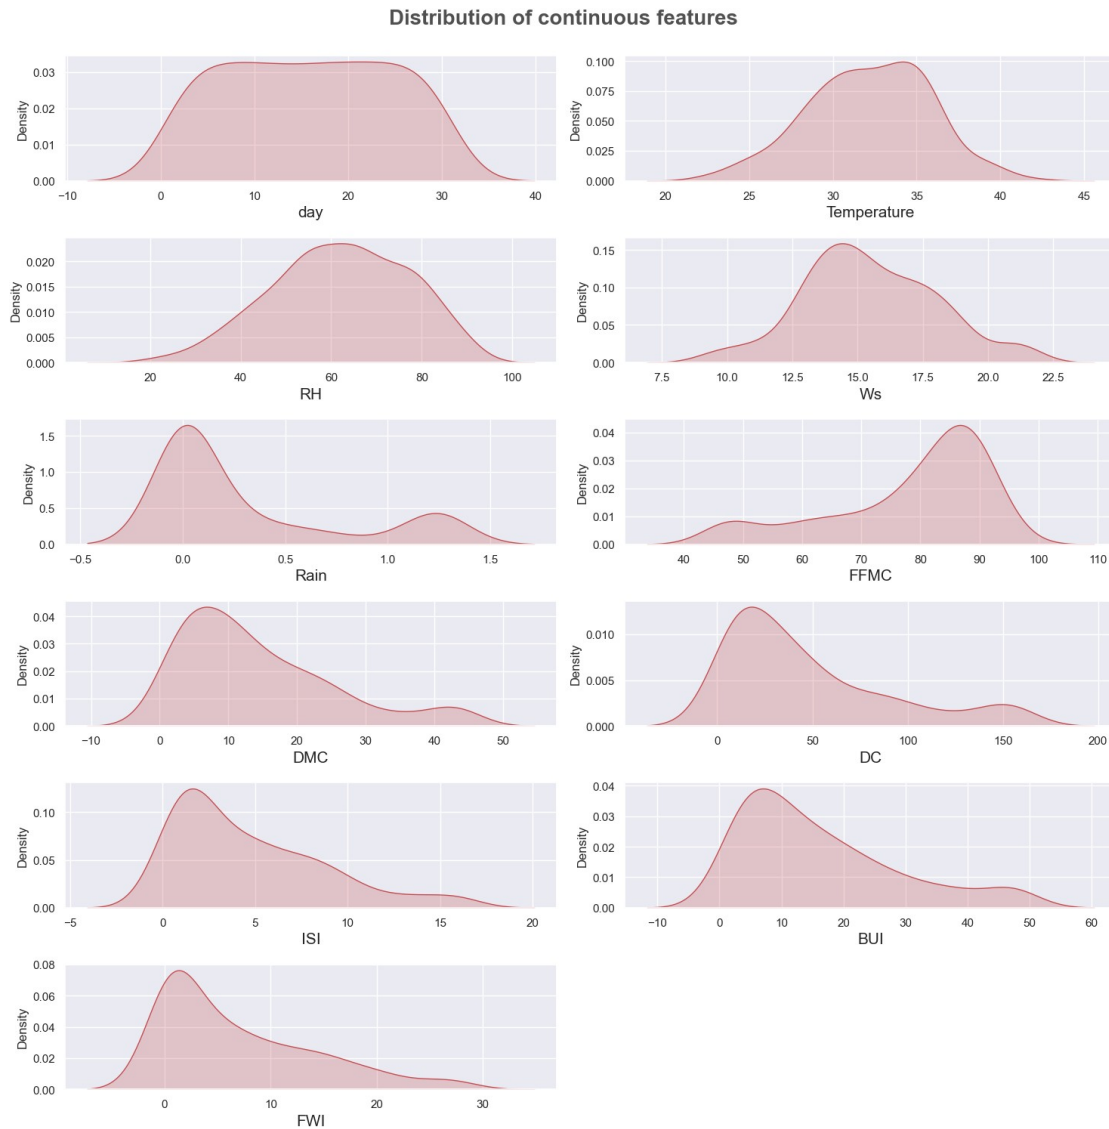 Distribution of continuous features
Density
0.03
0.02
0.01
0.00
−10 0 10 20 30 40
day
Density
0.100
0.075
0.050
0.025
0.000
20 25 30 35 40 45
Temperature
Density
0.020
0.015
0.010
0.005
0.000
20 40 60 80 100
RH
Density
0.15
0.10
0.05
0.00
7.5 10.0 12.5 15.0 17.5 20.0 22.5
Ws
Density
1.5
1.0
0.5
0.0
−0.5 0.0 0.5 1.0 1.5
Rain
Density
0.04
0.03
0.02
0.01
0.00
40 50 60 70 80 90 100 110
FFMC
Density
0.04
0.03
0.02
0.01
0.00
−10 0 10 20 30 40 50
DMC
Density
0.010
0.005
0.000
0 50 100 150 200
DC
Density
0.10
0.05
0.00
−5 0 5 10 15 20
ISI
Density
0.04
0.03
0.02
0.01
0.00
−10 0 10 20 30 40 50 60
BUI
Density
0.08
0.06
0.04
0.02
0.00
0 10 20 30
FWI